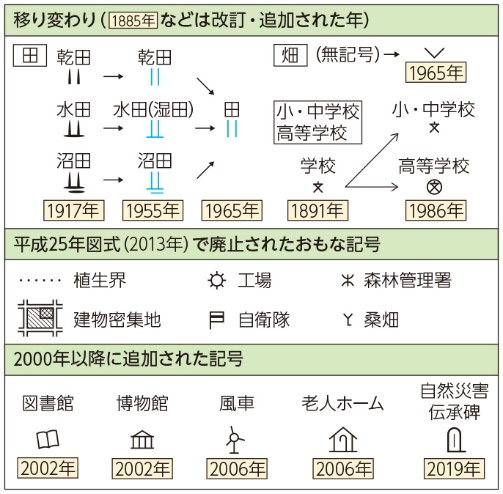 移り変わり(1885年などは改訂・追加された年)
田
乾田
乾田
水田
水田(湿田)
田
沼田
沼田
1917年
1955年
1965年
畑
(無記号)
1965年
小・中学校
高等学校
学校
小・中学校
高等学校
1891年
1986年
平成25年図式(2013年)で廃止されたおもな記号
植生界
工場
森林管理署
建物密集地
自衛隊
桑畑
2000年以降に追加された記号
図書館
博物館
風車
老人ホーム
自然災害
伝承碑
2002年
2002年
2006年
2006年
2019年